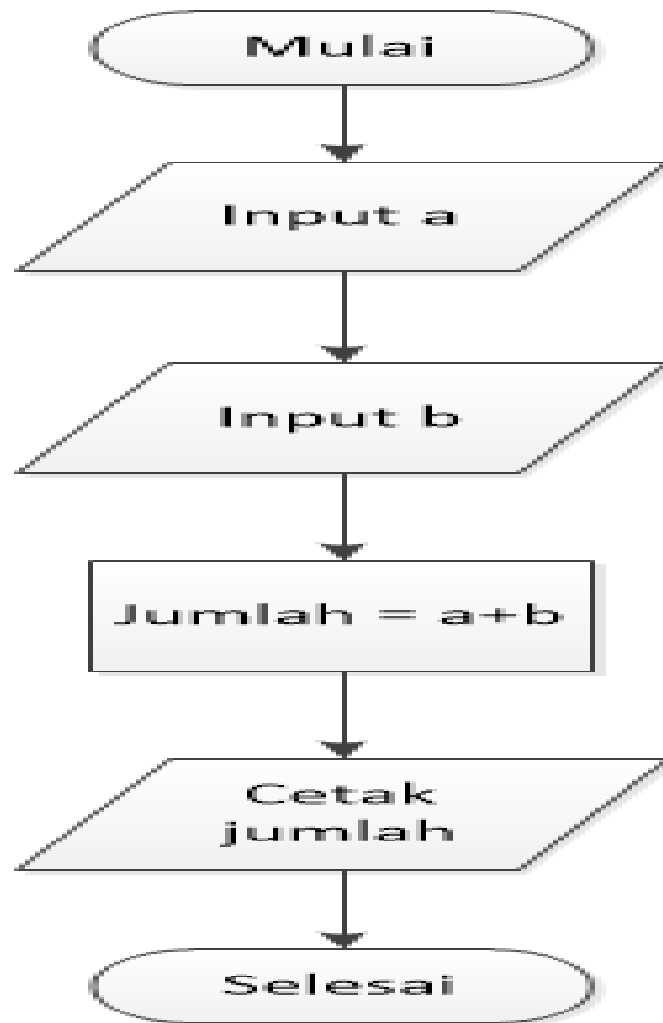 Mulai
Input a
Input b
Jumlah = a+b
Cetak
jumlah
Selesai